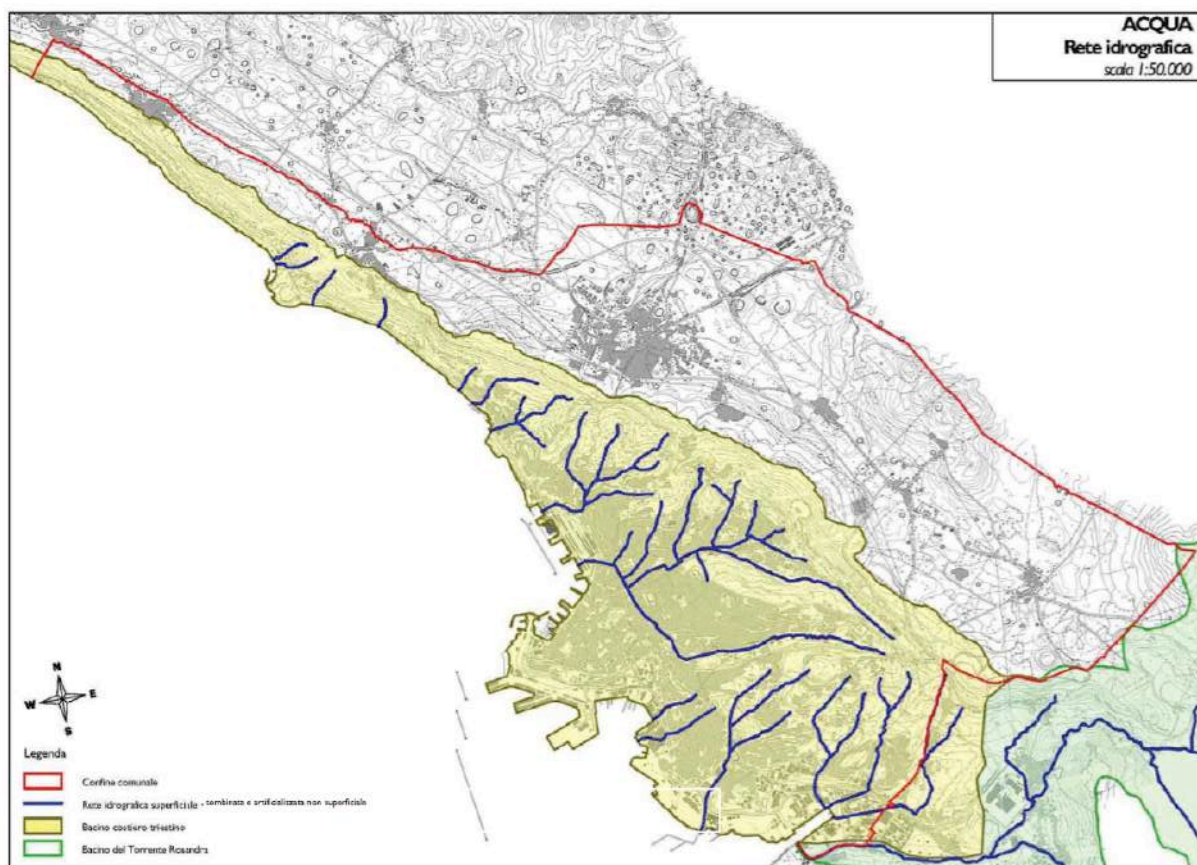 ACQUA
Rete idrografica
scala 1:50.000
N
W E
S
Legenda
Confine comunale
Rete idrografica superficiale - tombinata e artificializzata non superficiale
Bacino costiero triestino
Bacino del Torrente Rosandra